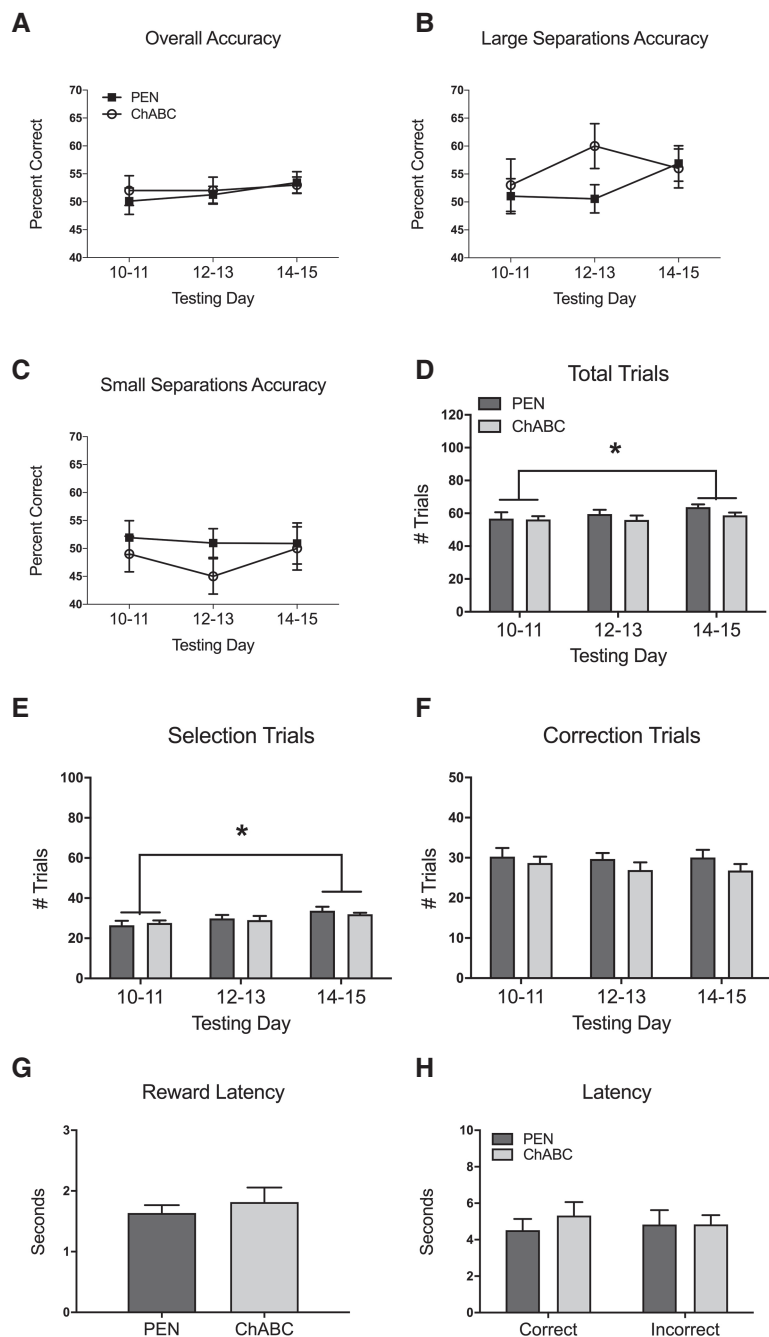 A
Overall Accuracy
70
65
60
55
50
45
40
Percent Correct
PEN
ChABC
10-11 12-13 14-15
Testing Day
B
Large Separations Accuracy
70
65
60
55
50
45
40
Percent Correct
10-11 12-13 14-15
Testing Day
C
Small Separations Accuracy
70
65
60
55
50
45
40
Percent Correct
10-11 12-13 14-15
Testing Day
D
Total Trials
PEN
ChABC
120
100
80
60
40
20
0
# Trials
*
10-11 12-13 14-15
Testing Day
E
Selection Trials
100
80
60
40
20
0
# Trials
*
10-11 12-13 14-15
Testing Day
F
Correction Trials
50
40
30
20
10
0
# Trials
10-11 12-13 14-15
Testing Day
G
Reward Latency
3
2
1
0
Seconds
PEN ChABC
H
Latency
10
8
6
4
2
0
Seconds
PEN
ChABC
Correct Incorrect